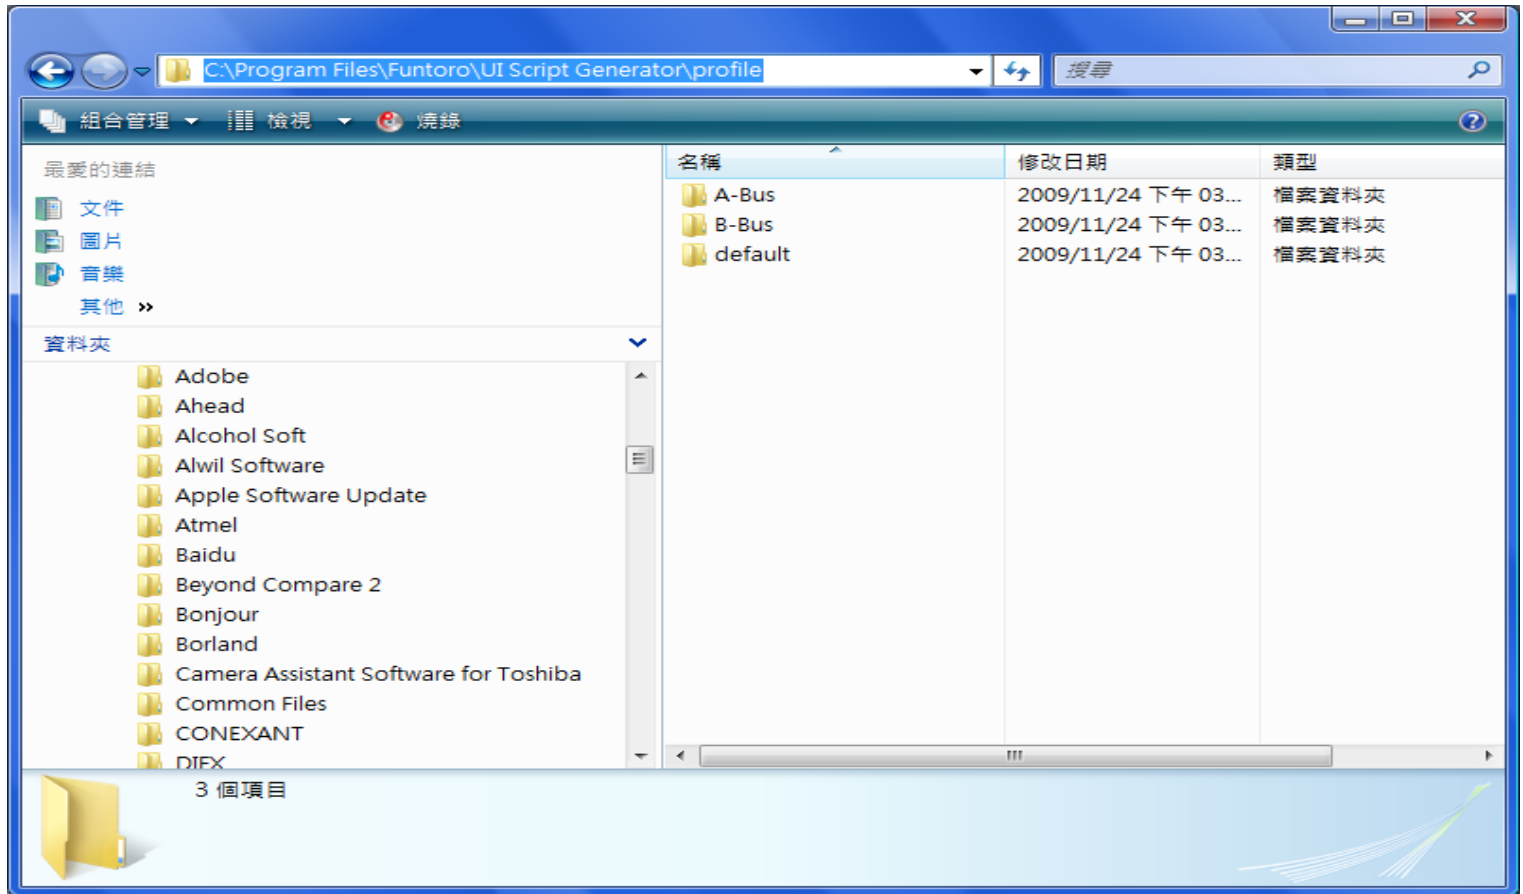 C:\Program Files\Funtoro\UI Script Generator\profile
搜尋
組合管理 檢視 燒錄
最愛的連結
文件
圖片
音樂
其他 »
資料夾
Adobe
Ahead
Alcohol Soft
Alwil Software
Apple Software Update
Atmel
Baidu
Beyond Compare 2
Bonjour
Borland
Camera Assistant Software for Toshiba
Common Files
CONEXANT
DIFX
名稱 修改日期 類型
A-Bus 2009/11/24 下午 03... 檔案資料夾
B-Bus 2009/11/24 下午 03... 檔案資料夾
default 2009/11/24 下午 03... 檔案資料夾
3 個項目